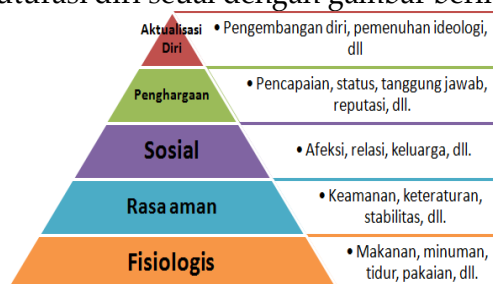 Aktualisasi
Diri
• Pengembangan diri, pemenuhan ideologi,
dll
Penghargaan
• Pencapaian, status, tanggung jawab,
reputasi, dll.
Sosial
• Afeksi, relasi, keluarga, dll.
Rasa aman
• Keamanan, keteraturan,
stabilitas, dll.
Fisiologis
• Makanan, minuman,
tidur, pakaian, dll.